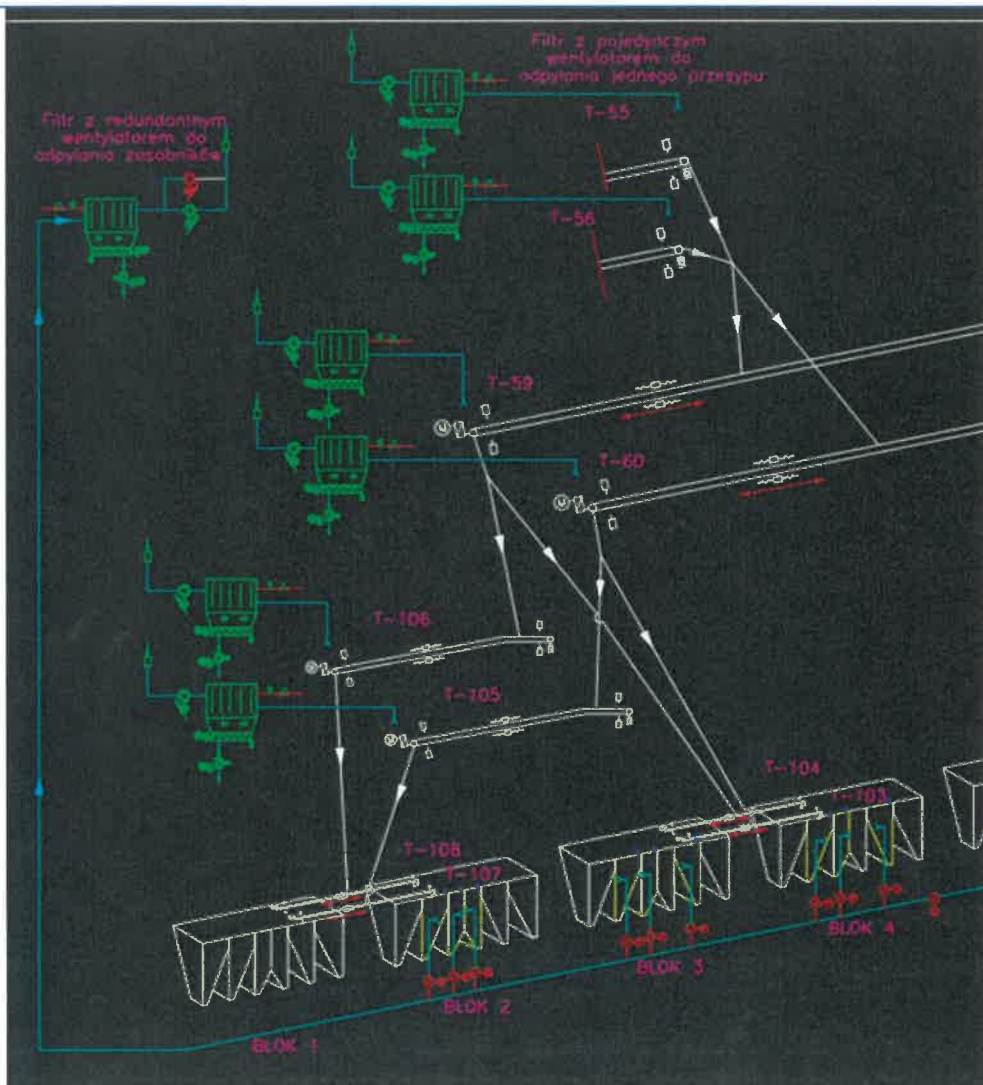 Filtr z pojedynczym
wentylatorem do
odpylania jednego przesypu
T-55
Filtr z redundantnym
wentylatorem do
odpylania zasobników
T-56
T-59
T-60
T-106
T-105
T-104
T-103
T-108
T-107
BLOK 4
BLOK 3
BLOK 2
BLOK 1